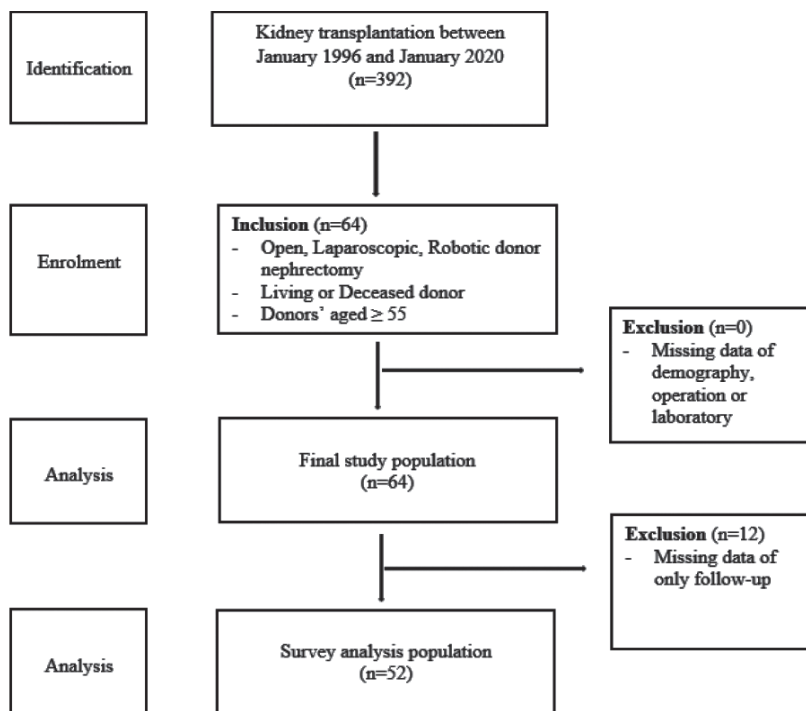 Identification
Kidney transplantation between
January 1996 and January 2020
(n=392)
Enrolment
Inclusion (n=64)
- Open, Laparoscopic, Robotic donor
nephrectomy
- Living or Deceased donor
- Donors’ aged ≥ 55
Exclusion (n=0)
- Missing data of
demography,
operation or
laboratory
Analysis
Final study population
(n=64)
Exclusion (n=12)
- Missing data of
only follow-up
Analysis
Survey analysis population
(n=52)